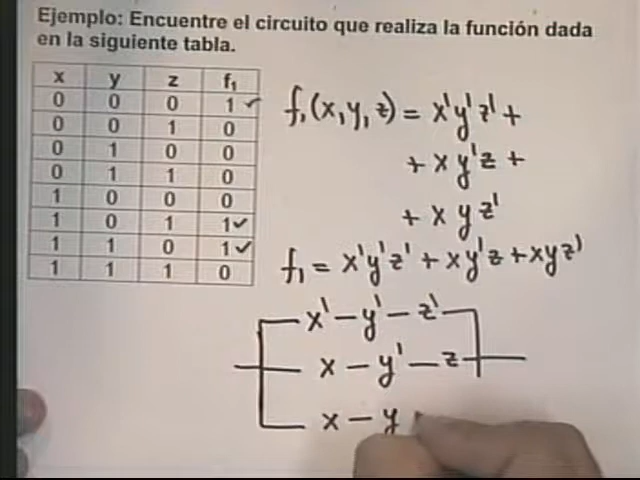 Ejemplo: Encuentre el circuito que realiza la función dada
en la siguiente tabla.
x y z f₁
0 0 0 1 ✓
0 0 1 0
0 1 0 0
0 1 1 0
1 0 0 0
1 0 1 1 ✓
1 1 0 1 ✓
1 1 1 0
f₁(x,y,z) = x'y'z' +
+ x y'z +
+ x y z'
f₁ = x'y'z' + xy'z + xyz'
x' – y' – z'
x – y' – z
x – y